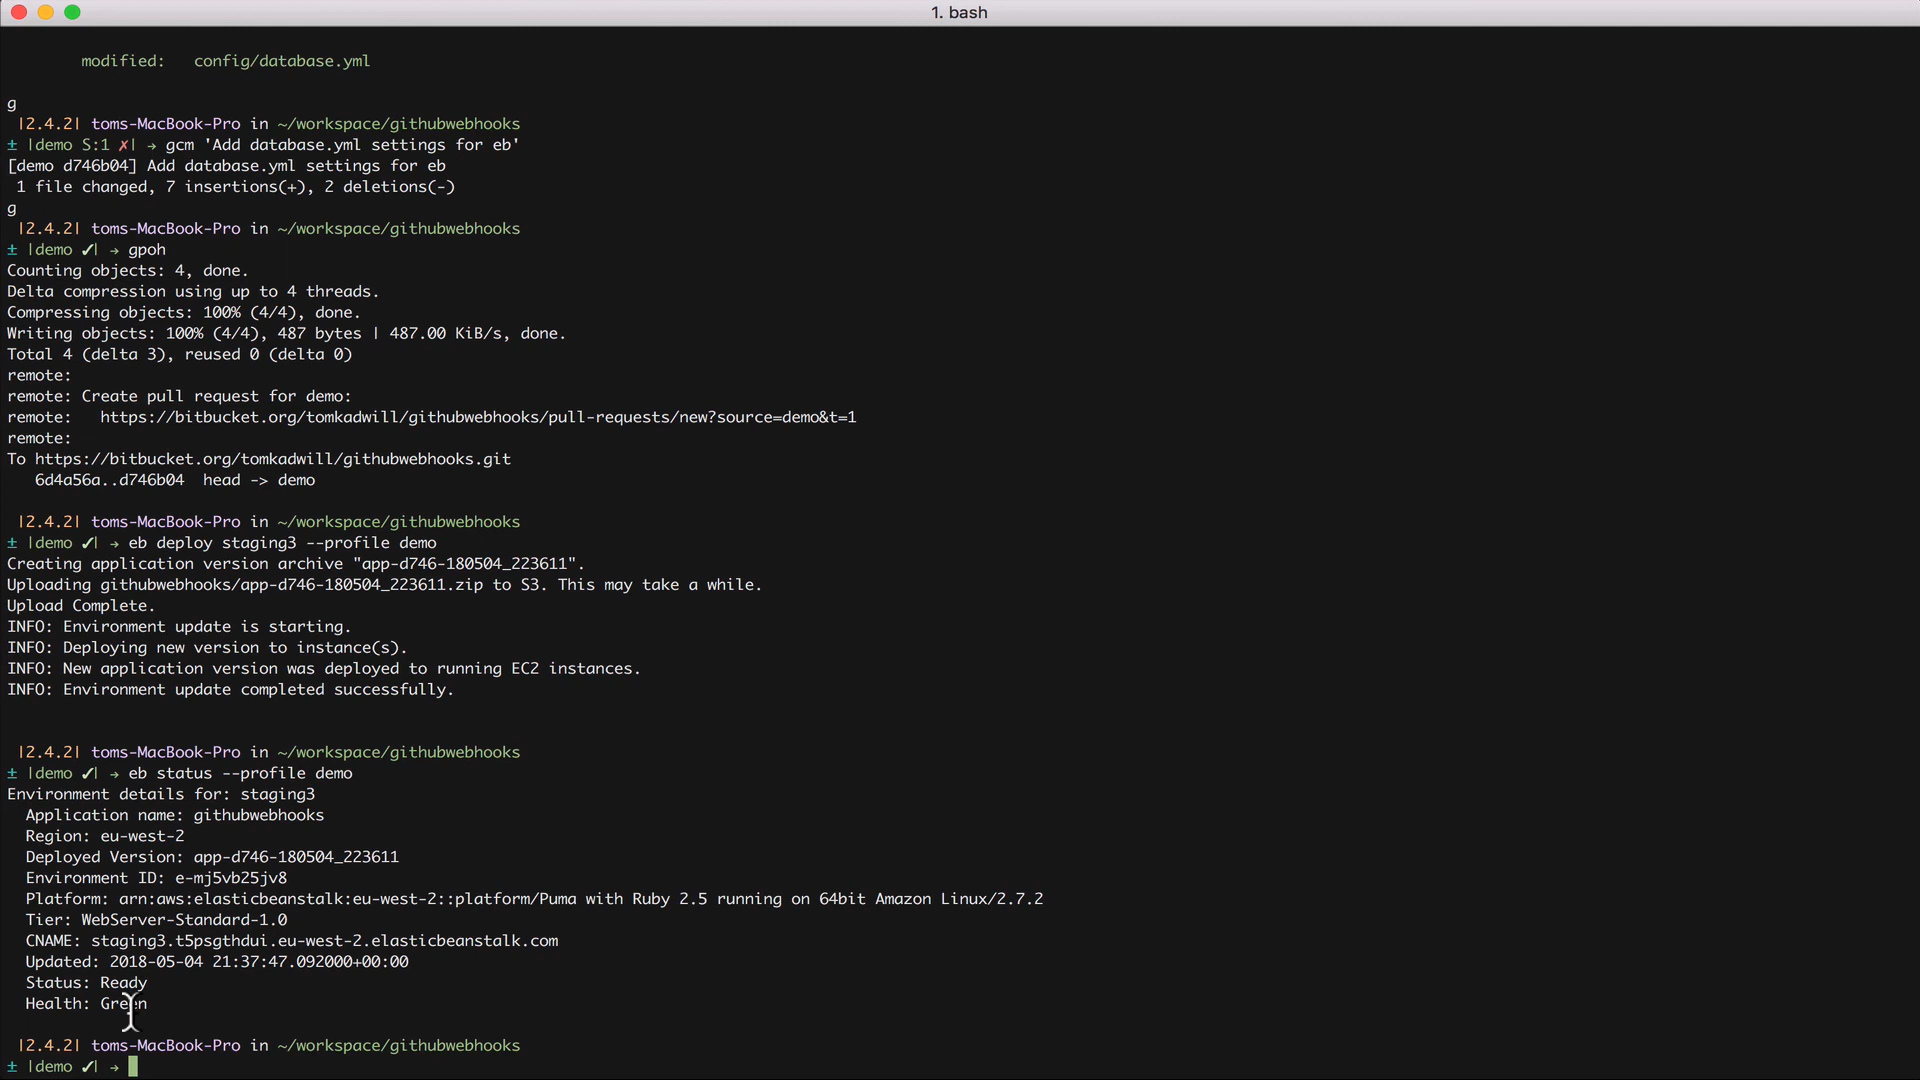 1. bash
modified:   config/database.yml
g
|2.4.2| toms-MacBook-Pro in ~/workspace/githubwebhooks
± |demo S:1 ✗| → gcm 'Add database.yml settings for eb'
[demo d746b04] Add database.yml settings for eb
1 file changed, 7 insertions(+), 2 deletions(-)
g
|2.4.2| toms-MacBook-Pro in ~/workspace/githubwebhooks
± |demo ✓| → gpoh
Counting objects: 4, done.
Delta compression using up to 4 threads.
Compressing objects: 100% (4/4), done.
Writing objects: 100% (4/4), 487 bytes | 487.00 KiB/s, done.
Total 4 (delta 3), reused 0 (delta 0)
remote:
remote: Create pull request for demo:
remote:   https://bitbucket.org/tomkadwill/githubwebhooks/pull-requests/new?source=demo&t=1
remote:
To https://bitbucket.org/tomkadwill/githubwebhooks.git
6d4a56a..d746b04  head -> demo
|2.4.2| toms-MacBook-Pro in ~/workspace/githubwebhooks
± |demo ✓| → eb deploy staging3 --profile demo
Creating application version archive "app-d746-180504_223611".
Uploading githubwebhooks/app-d746-180504_223611.zip to S3. This may take a while.
Upload Complete.
INFO: Environment update is starting.
INFO: Deploying new version to instance(s).
INFO: New application version was deployed to running EC2 instances.
INFO: Environment update completed successfully.
|2.4.2| toms-MacBook-Pro in ~/workspace/githubwebhooks
± |demo ✓| → eb status --profile demo
Environment details for: staging3
Application name: githubwebhooks
Region: eu-west-2
Deployed Version: app-d746-180504_223611
Environment ID: e-mj5vb25jv8
Platform: arn:aws:elasticbeanstalk:eu-west-2::platform/Puma with Ruby 2.5 running on 64bit Amazon Linux/2.7.2
Tier: WebServer-Standard-1.0
CNAME: staging3.t5psgthdui.eu-west-2.elasticbeanstalk.com
Updated: 2018-05-04 21:37:47.092000+00:00
Status: Ready
Health: Green
|2.4.2| toms-MacBook-Pro in ~/workspace/githubwebhooks
± |demo ✓| →